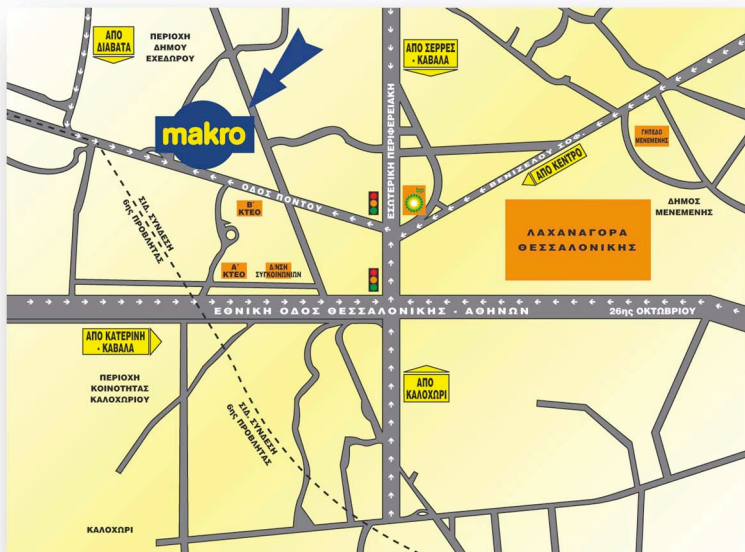 ΑΠΟ
ΔΙΑΒΑΤΑ
ΠΕΡΙΟΧΗ
ΔΗΜΟΥ
ΕΧΕΔΩΡΟΥ
ΑΠΟ ΣΕΡΡΕΣ
- ΚΑΒΑΛΑ
makro
ΕΣΩΤΕΡΙΚΗ ΠΕΡΙΦΕΡΕΙΑΚΗ
ΒΕΝΙΖΕΛΟΥ ΣΟΦ.
ΓΗΠΕΔΟ
ΜΕΝΕΜΕΝΗΣ
ΑΠΟ ΚΕΝΤΡΟ
ΟΔΟΣ ΠΟΝΤΟΥ
bp
ΔΗΜΟΣ
ΜΕΝΕΜΕΝΗΣ
ΣΙΔ. ΣΥΝΔΕΣΗ
6ης ΠΡΟΒΛΗΤΑΣ
Β΄
ΚΤΕΟ
ΛΑΧΑΝΑΓΟΡΑ
ΘΕΣΣΑΛΟΝΙΚΗΣ
Α΄
ΚΤΕΟ
Δ/ΝΣΗ
ΣΥΓΚΟΙΝΩΝΙΩΝ
ΕΘΝΙΚΗ ΟΔΟΣ ΘΕΣΣΑΛΟΝΙΚΗΣ - ΑΘΗΝΩΝ
26ης ΟΚΤΩΒΡΙΟΥ
ΑΠΟ ΚΑΤΕΡΙΝΗ
- ΚΑΒΑΛΑ
ΠΕΡΙΟΧΗ
ΚΟΙΝΟΤΗΤΑΣ
ΚΑΛΟΧΩΡΙΟΥ
ΑΠΟ
ΚΑΛΟΧΩΡΙ
ΣΙΔ. ΣΥΝΔΕΣΗ
6ης ΠΡΟΒΛΗΤΑΣ
ΚΑΛΟΧΩΡΙ